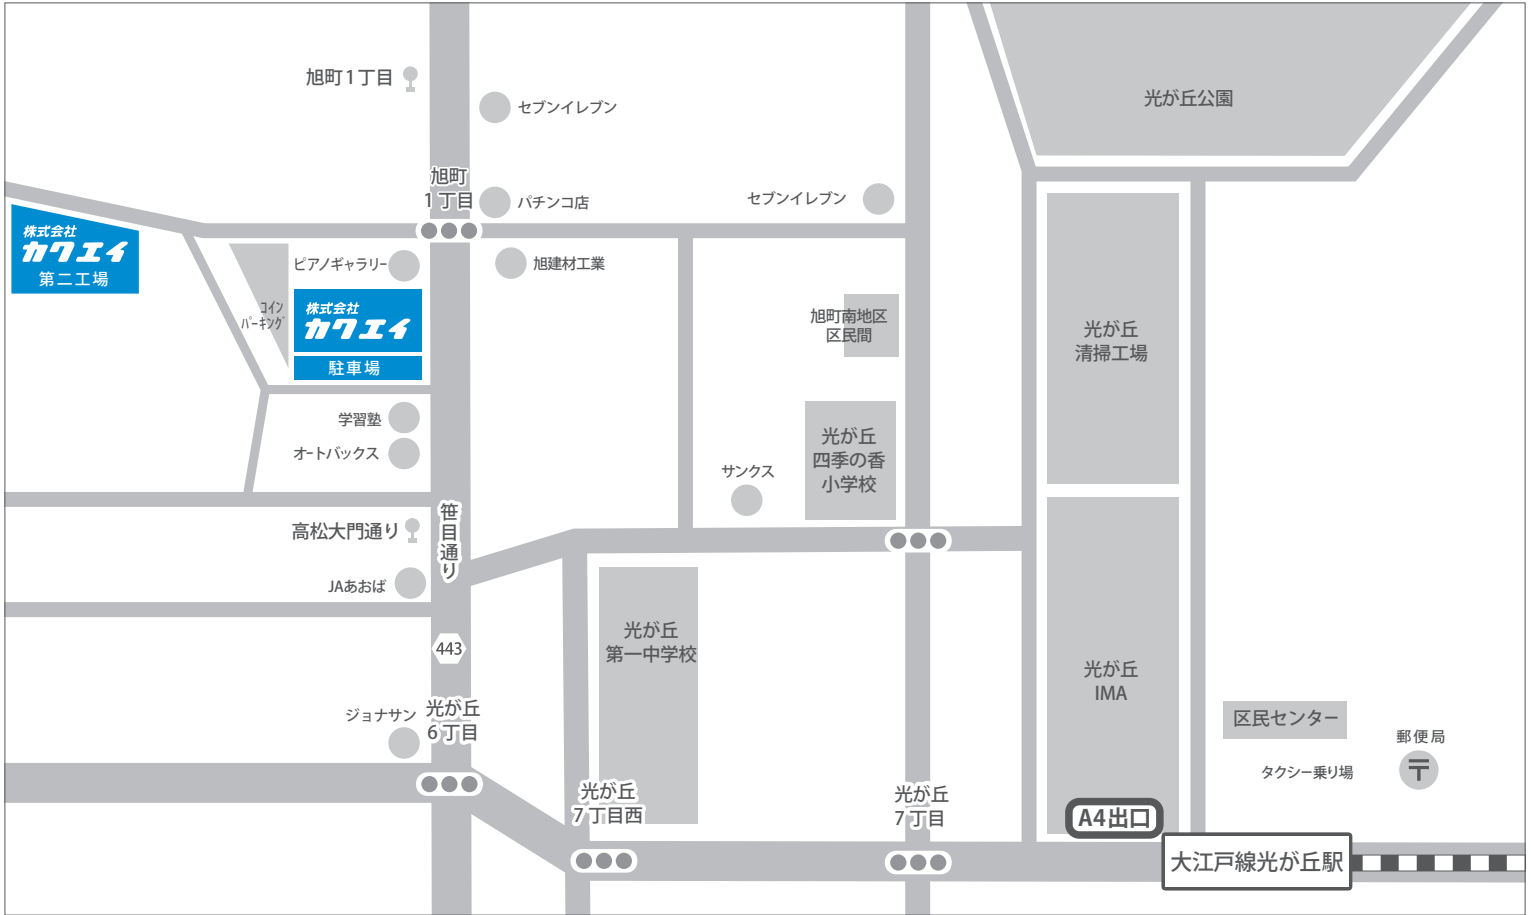 旭町1丁目
セブンイレブン
光が丘公園
旭町
1丁目
パチンコ店
セブンイレブン
株式会社
カワエイ
第二工場
ピアノギャラリー
旭建材工業
コイン
パーキング
株式会社
カワエイ
駐車場
旭町南地区
区民間
光が丘
清掃工場
学習塾
オートバックス
光が丘
四季の香
小学校
サンクス
高松大門通り
笹目通り
JAあおば
光が丘
第一中学校
443
光が丘
IMA
ジョナサン
光が丘
6丁目
区民センター
郵便局
タクシー乗り場
光が丘
7丁目西
光が丘
7丁目
A4出口
大江戸線光が丘駅